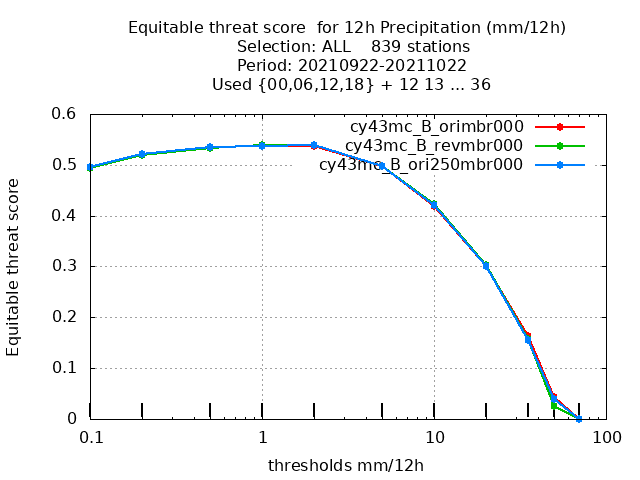 Equitable threat score  for 12h Precipitation (mm/12h)
Selection: ALL    839 stations
Period: 20210922-20211022
Used {00,06,12,18} + 12 13 ... 36
cy43mc_B_orimbr000
cy43mc_B_revmbr000
cy43mc_B_ori250mbr000
Equitable threat score
0.6
0.5
0.4
0.3
0.2
0.1
0
0.1 1 10 100
thresholds mm/12h